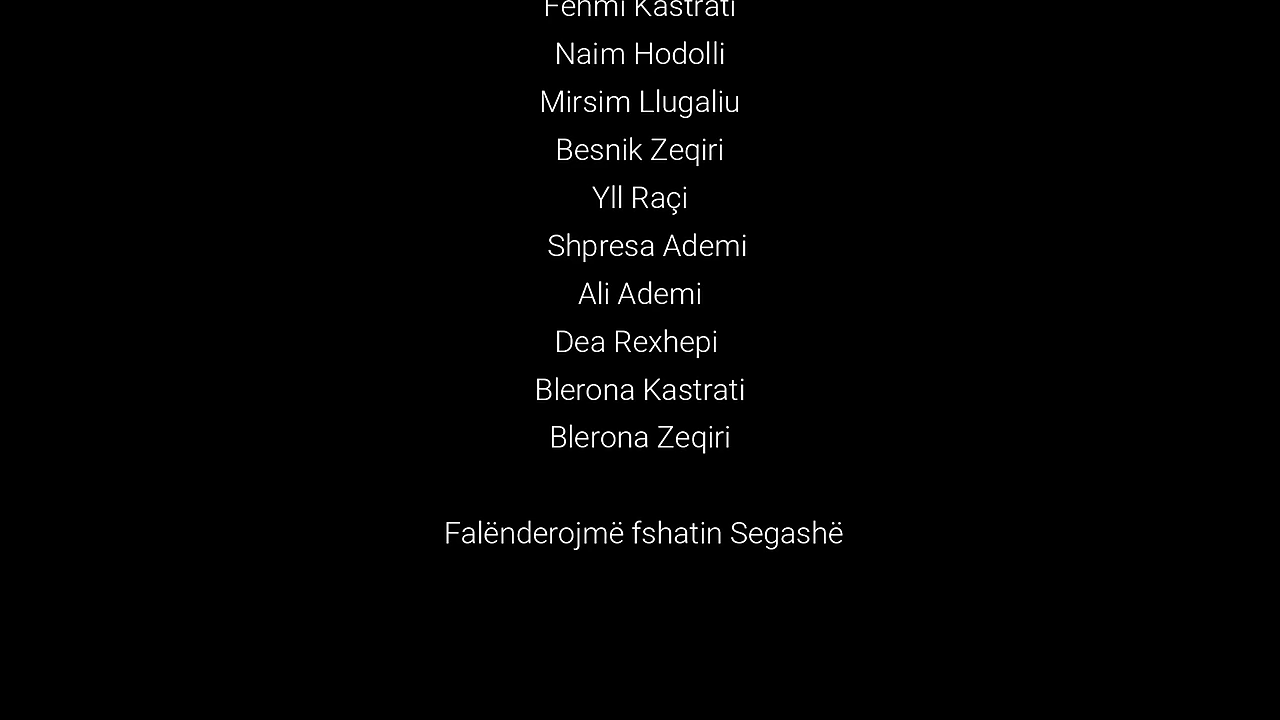 Fehmi Kastrati
Naim Hodolli
Mirsim Llugaliu
Besnik Zeqiri
Yll Raçi
Shpresa Ademi
Ali Ademi
Dea Rexhepi
Blerona Kastrati
Blerona Zeqiri
Falënderojmë fshatin Segashë